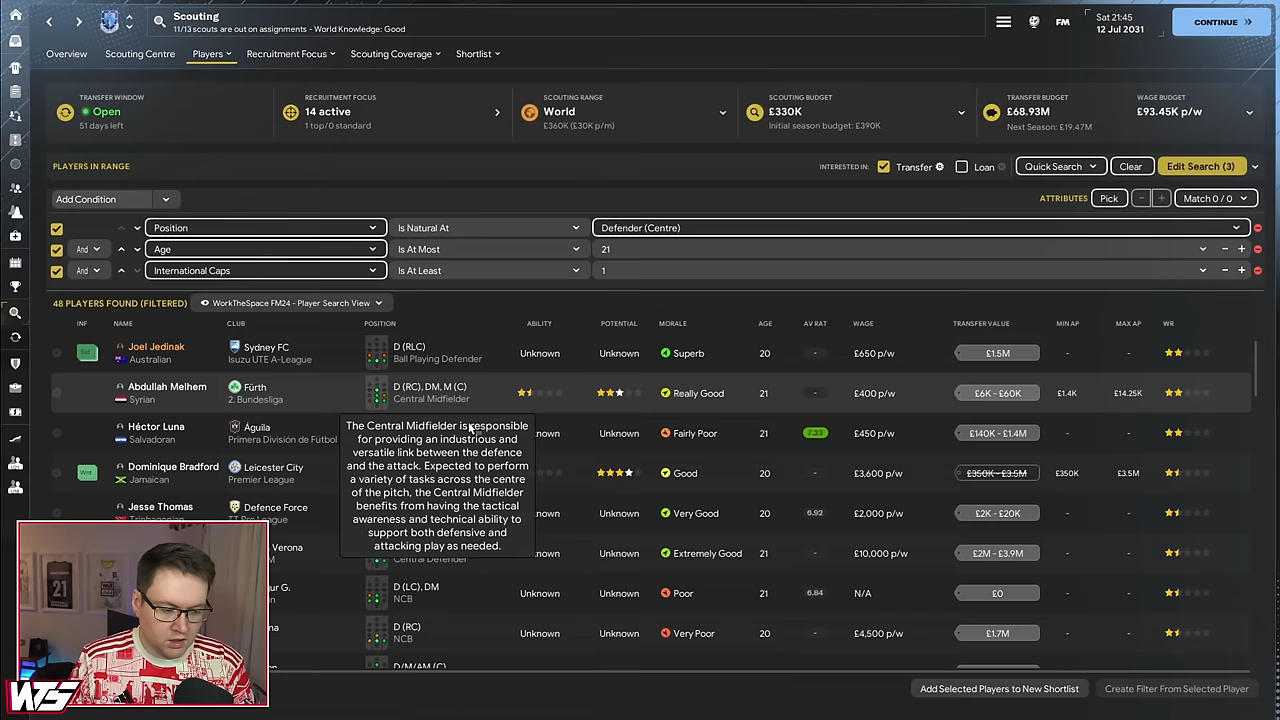 Scouting
11/13 scouts are out on assignments - World Knowledge: Good
FM
Sat 21:45
12 Jul 2031
CONTINUE
Overview
Scouting Centre
Players
Recruitment Focus
Scouting Coverage
Shortlist
TRANSFER WINDOW
Open
51 days left
RECRUITMENT FOCUS
14 active
1 top/0 standard
SCOUTING RANGE
World
£360K (£30K p/m)
SCOUTING BUDGET
£330K
Initial season budget: £390K
TRANSFER BUDGET
£68.93M
Next Season: £19.47M
WAGE BUDGET
£93.45K p/w
PLAYERS IN RANGE
INTERESTED IN:
Transfer
Loan
Quick Search
Clear
Edit Search (3)
Add Condition
ATTRIBUTES
Pick
Match 0 / 0
Position Is Natural At Defender (Centre)
And Age Is At Most 21
And International Caps Is At Least 1
48 PLAYERS FOUND (FILTERED)
WorkTheSpace FM24 - Player Search View
INF NAME CLUB POSITION ABILITY POTENTIAL MORALE AGE AV RAT WAGE TRANSFER VALUE MIN AP MAX AP WR
Joel Jedinak Sydney FC D (RLC) Unknown Unknown Superb 20 - £650 p/w £1.5M - -
Australian Isuzu UTE A-League Ball Playing Defender
Abdullah Melhem Fürth D (RC), DM, M (C) Really Good 21 - £400 p/w £6K - £60K £1.4K £14.25K
Syrian 2. Bundesliga Central Midfielder
Héctor Luna Águila Unknown Fairly Poor 21 7.23 £450 p/w £140K - £1.4M - -
Salvadoran Primera División de Fútbol
Wnt Dominique Bradford Leicester City Good 20 - £3,600 p/w £350K - £3.5M £350K £3.5M
Jamaican Premier League
Jesse Thomas Defence Force Unknown Very Good 20 6.92 £2,000 p/w £2K - £20K - -
Verona Unknown Extremely Good 21 - £10,000 p/w £2M - £3.9M - -
Central Defender
G. D (LC), DM Unknown Unknown Poor 21 6.84 N/A £0 - -
NCB
D (RC) Unknown Unknown Very Poor 20 - £4,500 p/w £1.7M - -
NCB
D/M/AM (C)
The Central Midfielder is responsible
for providing an industrious and
versatile link between the defence
and the attack. Expected to perform
a variety of tasks across the centre
of the pitch, the Central Midfielder
benefits from having the tactical
awareness and technical ability to
support both defensive and
attacking play as needed.
21
WTS
Add Selected Players to New Shortlist
Create Filter From Selected Player